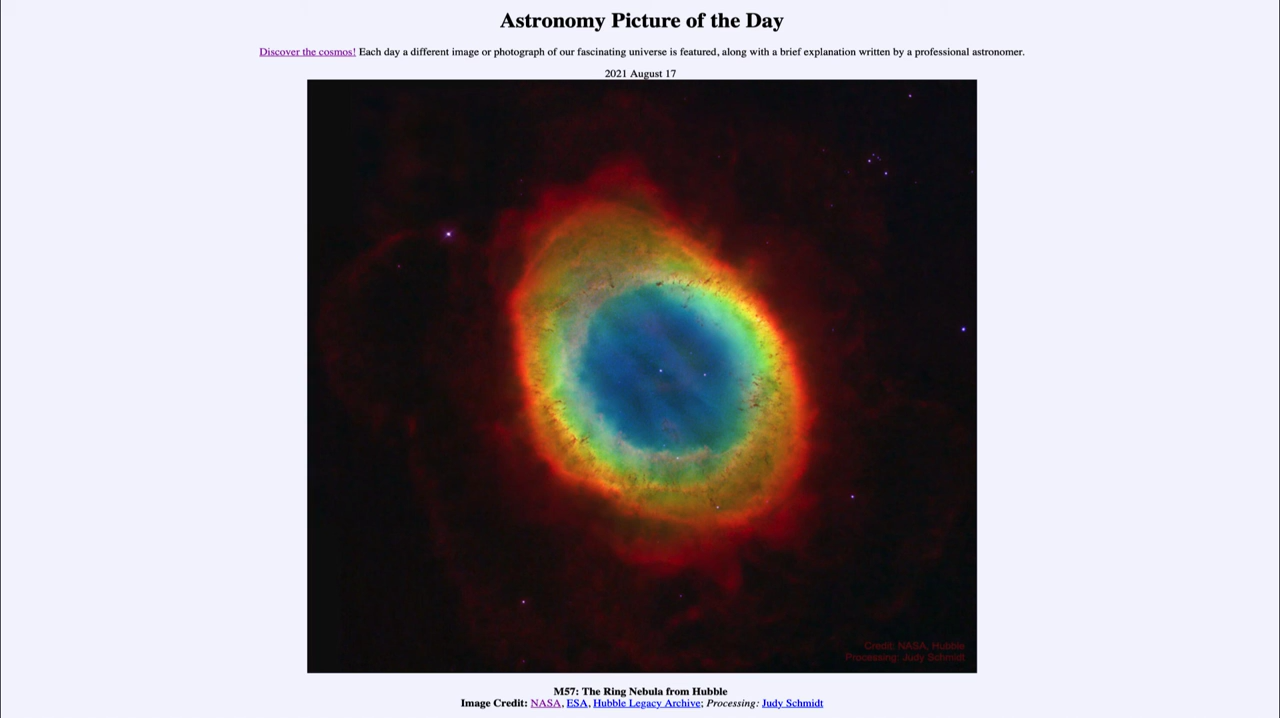 Astronomy Picture of the Day
Discover the cosmos! Each day a different image or photograph of our fascinating universe is featured, along with a brief explanation written by a professional astronomer.
2021 August 17
Credit: NASA, Hubble
Processing: Judy Schmidt
M57: The Ring Nebula from Hubble
Image Credit: NASA, ESA, Hubble Legacy Archive; Processing: Judy Schmidt